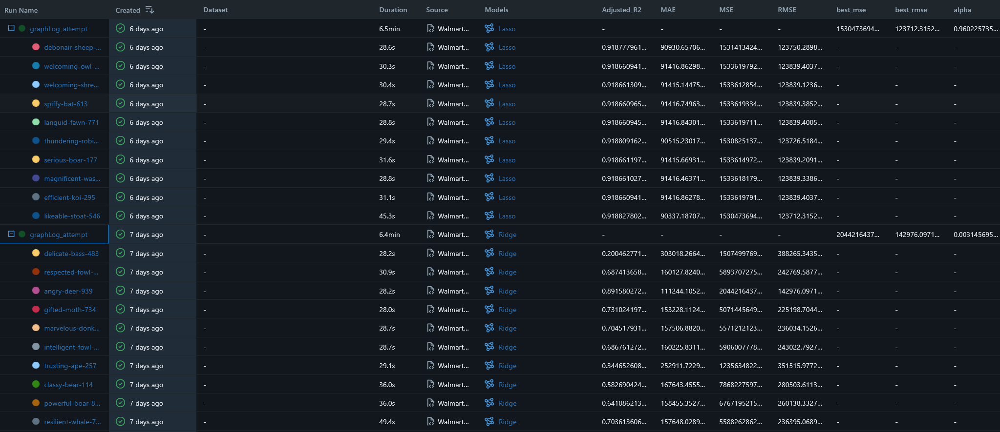 Run Name Created Dataset Duration Source Models Adjusted_R2 MAE MSE RMSE best_mse best_rmse alpha
graphLog_attempt 6 days ago - 6.5min Walmart... Lasso - - - - 1530473694... 123712.3152... 0.960225735...
debonair-sheep-... 6 days ago - 28.6s Walmart... Lasso 0.918777961... 90930.65706... 1531413424... 123750.2898... - - -
welcoming-owl-... 6 days ago - 30.3s Walmart... Lasso 0.918660941... 91416.86298... 1533619792... 123839.4037... - - -
welcoming-shre... 6 days ago - 30.4s Walmart... Lasso 0.918661309... 91415.14475... 1533612854... 123839.1236... - - -
spiffy-bat-613 6 days ago - 28.7s Walmart... Lasso 0.918660965... 91416.74963... 1533619334... 123839.3852... - - -
languid-fawn-771 6 days ago - 28.8s Walmart... Lasso 0.918660945... 91416.84301... 1533619711... 123839.4005... - - -
thundering-robi... 6 days ago - 29.4s Walmart... Lasso 0.918809162... 90515.23017... 1530825137... 123726.5184... - - -
serious-boar-177 6 days ago - 31.6s Walmart... Lasso 0.918661197... 91415.66931... 1533614972... 123839.2091... - - -
magnificent-was... 6 days ago - 28.8s Walmart... Lasso 0.918661027... 91416.46371... 1533618179... 123839.3386... - - -
efficient-koi-295 6 days ago - 31.1s Walmart... Lasso 0.918660941... 91416.86278... 1533619791... 123839.4037... - - -
likeable-stoat-546 6 days ago - 45.3s Walmart... Lasso 0.918827802... 90337.18707... 1530473694... 123712.3152... - - -
graphLog_attempt 7 days ago - 6.4min Walmart... Ridge - - - - 2044216437... 142976.0971... 0.003145695...
delicate-bass-483 7 days ago - 28.2s Walmart... Ridge 0.200462771... 303018.2664... 1507499769... 388265.3435... - - -
respected-fowl-... 7 days ago - 30.9s Walmart... Ridge 0.687413658... 160127.8240... 5893707275... 242769.5877... - - -
angry-deer-939 7 days ago - 28.2s Walmart... Ridge 0.891580272... 111244.1052... 2044216437... 142976.0971... - - -
gifted-moth-734 7 days ago - 28.0s Walmart... Ridge 0.731024197... 153228.1124... 5071445649... 225198.7044... - - -
marvelous-donk... 7 days ago - 28.7s Walmart... Ridge 0.704517931... 157506.8820... 5571212123... 236034.1526... - - -
intelligent-fowl-... 7 days ago - 28.7s Walmart... Ridge 0.686761272... 160225.8311... 5906007778... 243022.7927... - - -
trusting-ape-257 7 days ago - 29.1s Walmart... Ridge 0.344652608... 252911.7229... 1235634822... 351515.9772... - - -
classy-bear-114 7 days ago - 36.0s Walmart... Ridge 0.582690424... 167643.4555... 7868227597... 280503.6113... - - -
powerful-boar-8... 7 days ago - 36.0s Walmart... Ridge 0.641086213... 158455.3527... 6767195215... 260138.3327... - - -
resilient-whale-7... 7 days ago - 49.4s Walmart... Ridge 0.703613606... 157648.0289... 5588262862... 236395.0689... - - -